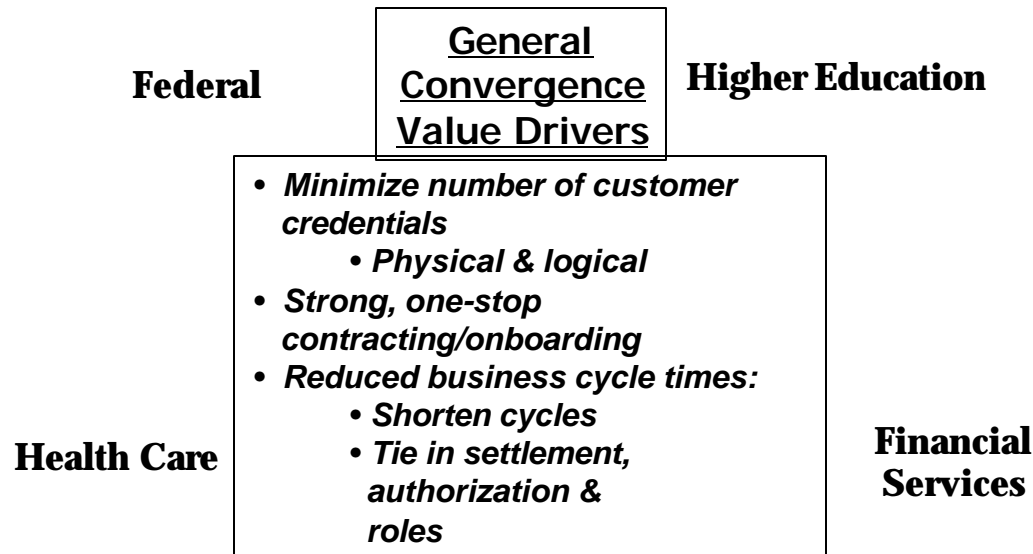 General
Convergence
Value Drivers
Federal
Higher Education
• Minimize number of customer
credentials
• Physical & logical
• Strong, one-stop
contracting/onboarding
• Reduced business cycle times:
• Shorten cycles
• Tie in settlement,
authorization &
roles
Health Care
Financial
Services